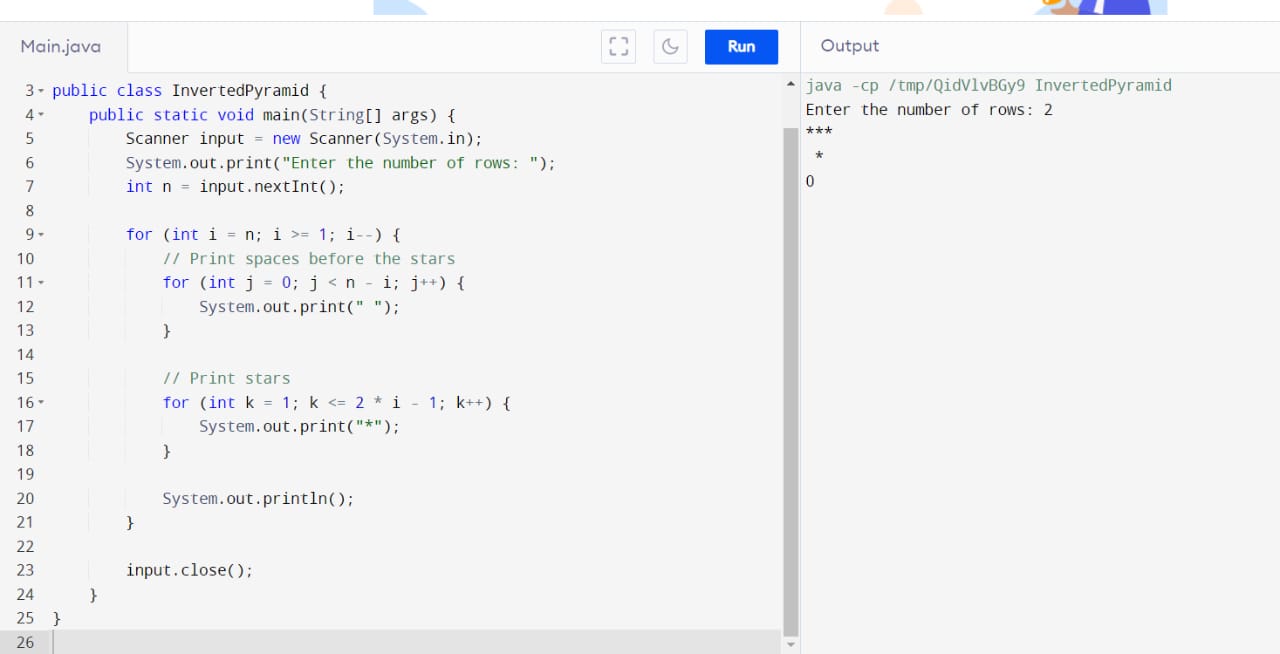 Main.java
Run
3 public class InvertedPyramid {
4     public static void main(String[] args) {
5         Scanner input = new Scanner(System.in);
6         System.out.print("Enter the number of rows: ");
7         int n = input.nextInt();
8
9         for (int i = n; i >= 1; i--) {
10             // Print spaces before the stars
11             for (int j = 0; j < n - i; j++) {
12                 System.out.print(" ");
13             }
14
15             // Print stars
16             for (int k = 1; k <= 2 * i - 1; k++) {
17                 System.out.print("*");
18             }
19
20             System.out.println();
21         }
22
23         input.close();
24     }
25 }
26
Output
java -cp /tmp/QidVlvBGy9 InvertedPyramid
Enter the number of rows: 2
***
 *
0